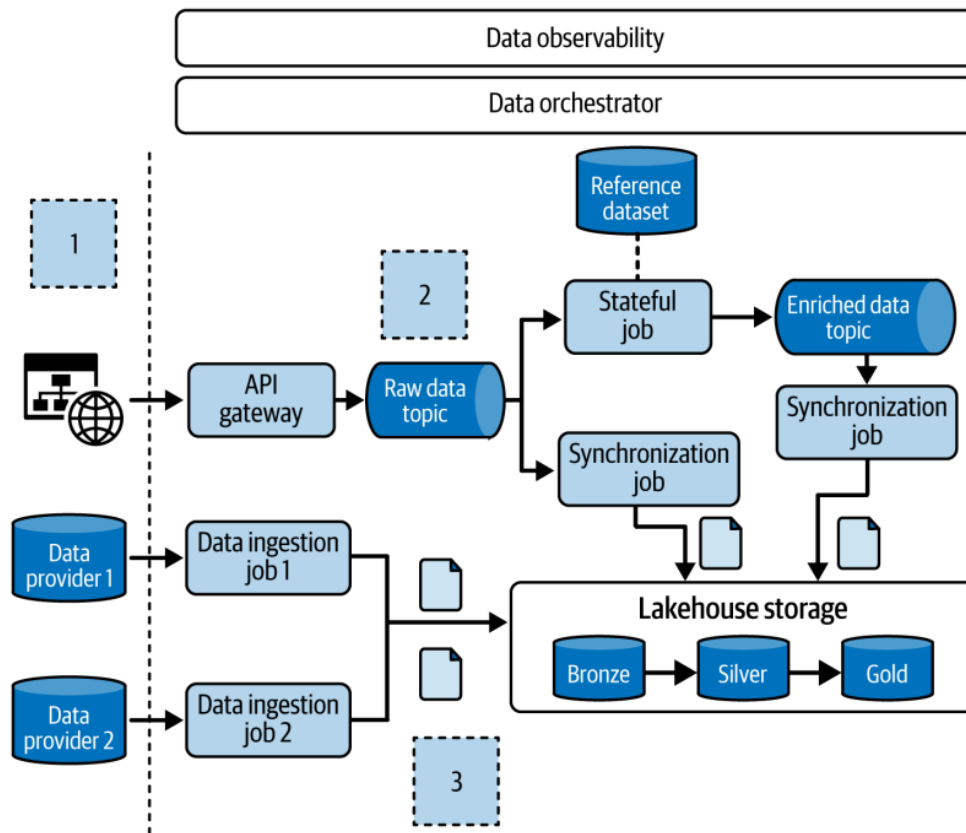 Data observability
Data orchestrator
Reference
dataset
1
2
Stateful
job
Enriched data
topic
API
gateway
Raw data
topic
Synchronization
job
Synchronization
job
Data
provider 1
Data ingestion
job 1
Lakehouse storage
Bronze
Silver
Gold
Data
provider 2
Data ingestion
job 2
3